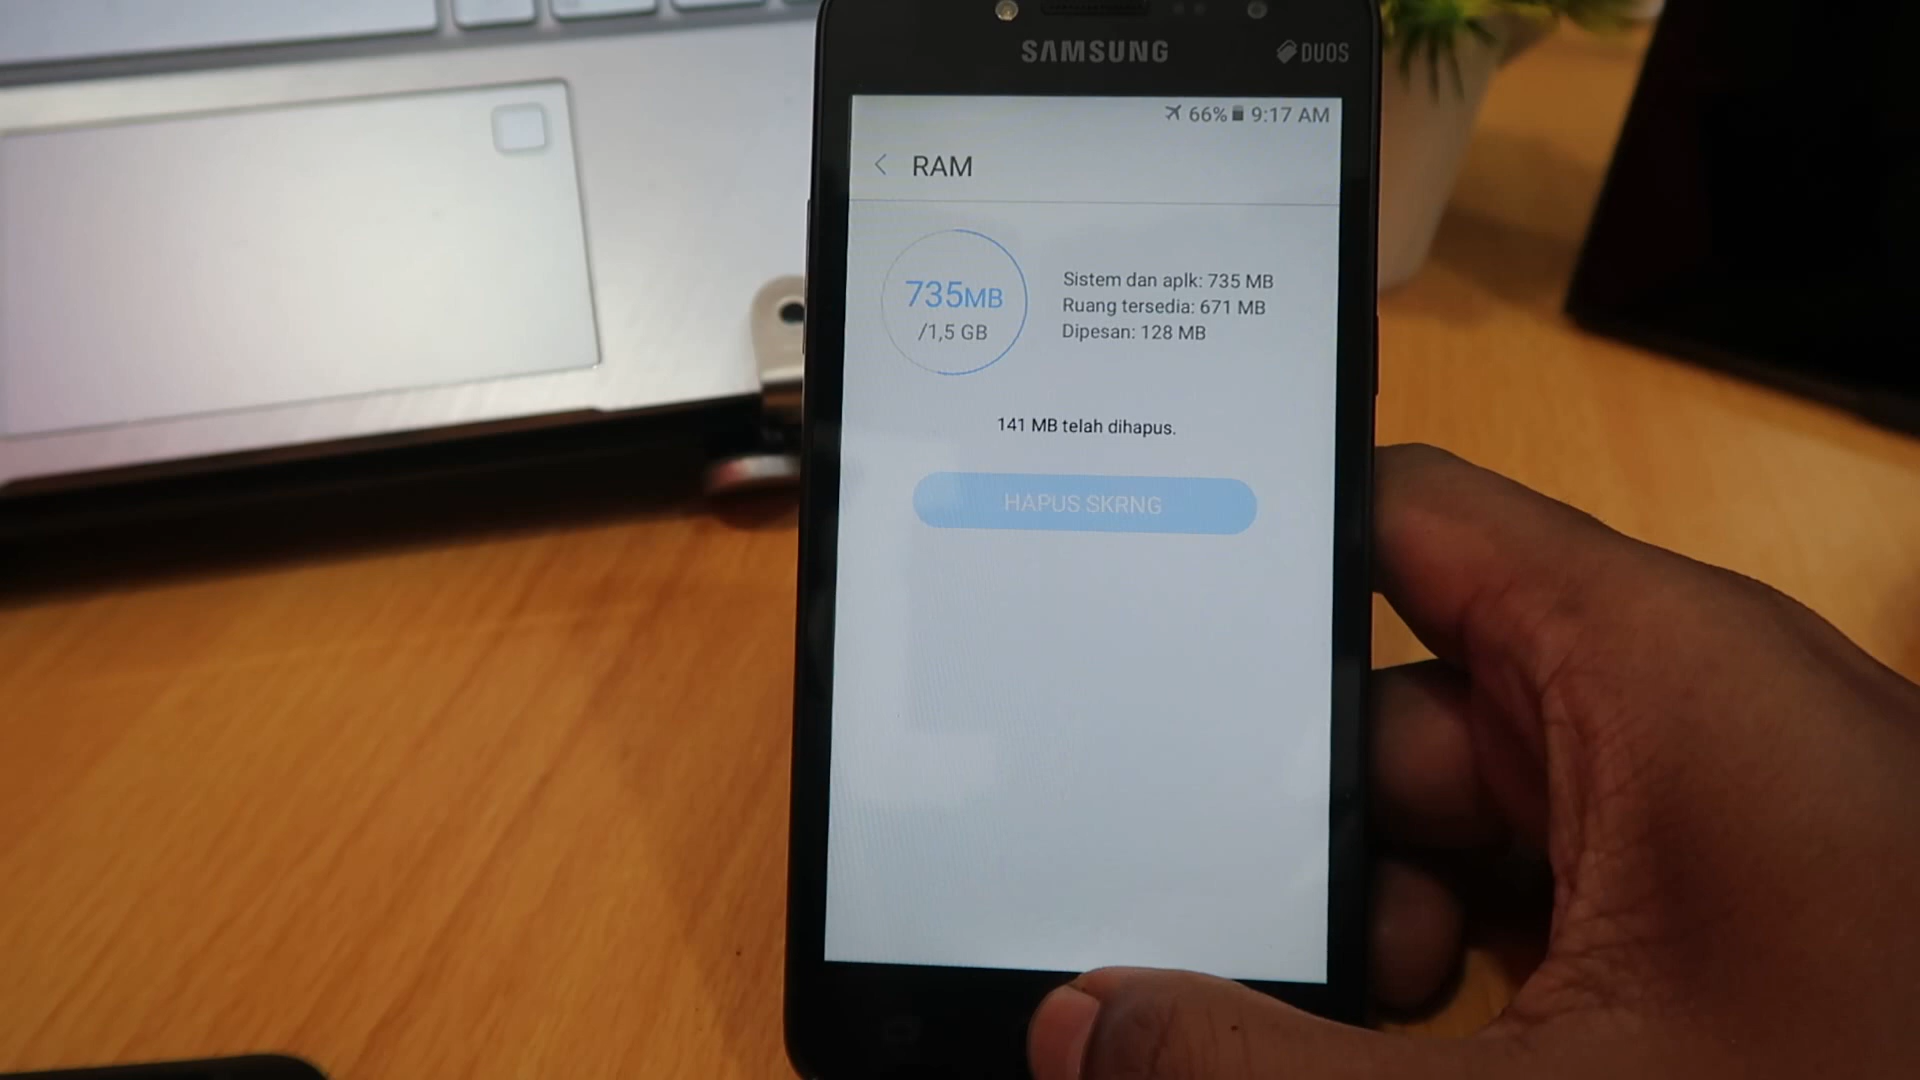 SAMSUNG
DUOS
66% 9:17 AM
RAM
735MB
/1,5 GB
Sistem dan aplk: 735 MB
Ruang tersedia: 671 MB
Dipesan: 128 MB
141 MB telah dihapus.
HAPUS SKRNG